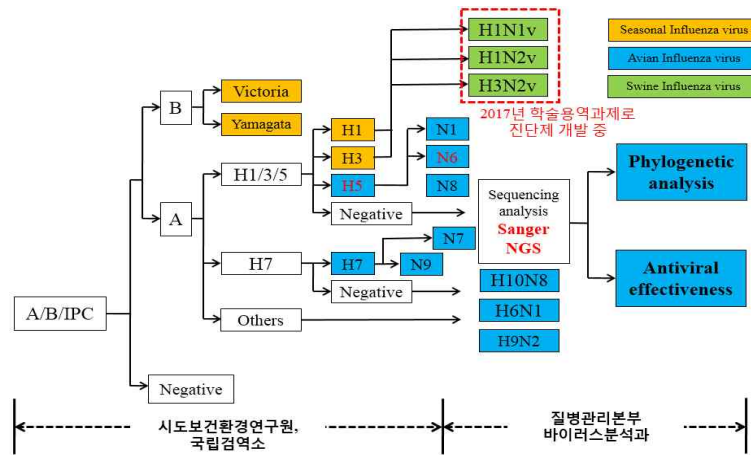 H1N1v
H1N2v
H3N2v
Seasonal Influenza virus
Avian Influenza virus
Swine Influenza virus
2017년 학술용역과제로
진단제 개발 중
B
Victoria
Yamagata
A
H1/3/5
H1
H3
H5
Negative
N1
N6
N8
H7
H7
N7
N9
Negative
Others
Sequencing
analysis
Sanger
NGS
H10N8
H6N1
H9N2
Phylogenetic
analysis
Antiviral
effectiveness
A/B/IPC
Negative
시도보건환경연구원,
국립검역소
질병관리본부
바이러스분석과